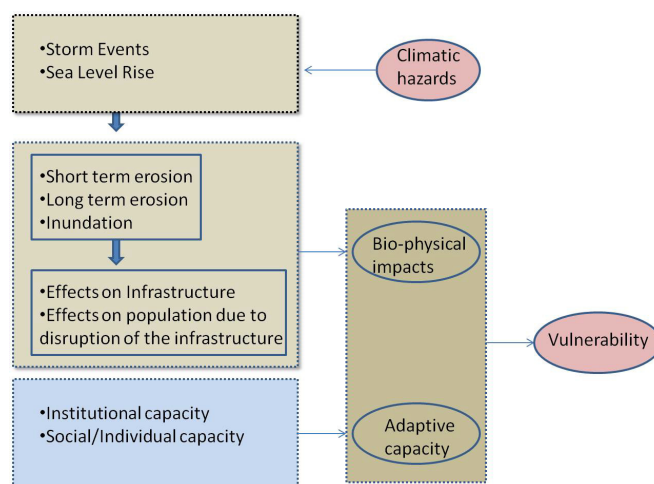 •Storm Events
•Sea Level Rise
Climatic
hazards
•Short term erosion
•Long term erosion
•Inundation
•Effects on Infrastructure
•Effects on population due to
disruption of the infrastructure
Bio-physical
impacts
Vulnerability
•Institutional capacity
•Social/Individual capacity
Adaptive
capacity